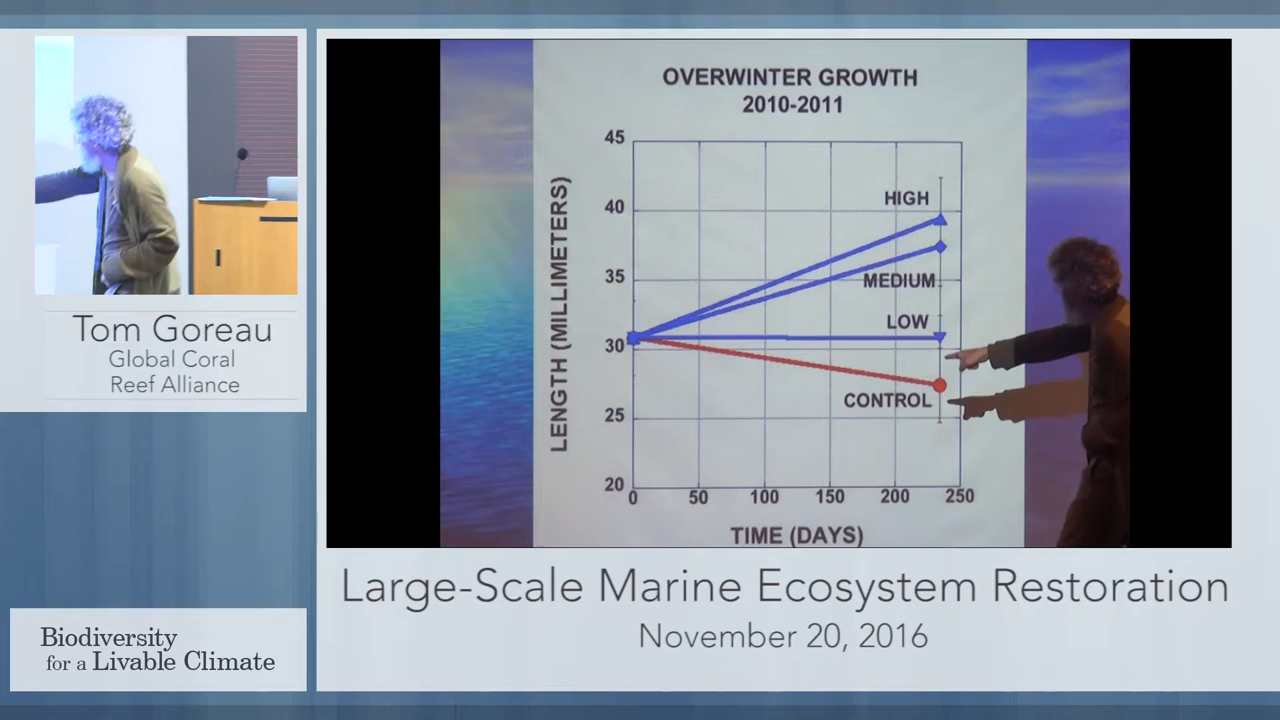 OVERWINTER GROWTH
2010-2011
45
40
35
30
25
20
LENGTH (MILLIMETERS)
HIGH
MEDIUM
LOW
CONTROL
0 50 100 150 200 250
TIME (DAYS)
Tom Goreau
Global Coral
Reef Alliance
Large-Scale Marine Ecosystem Restoration
November 20, 2016
Biodiversity
for a Livable Climate